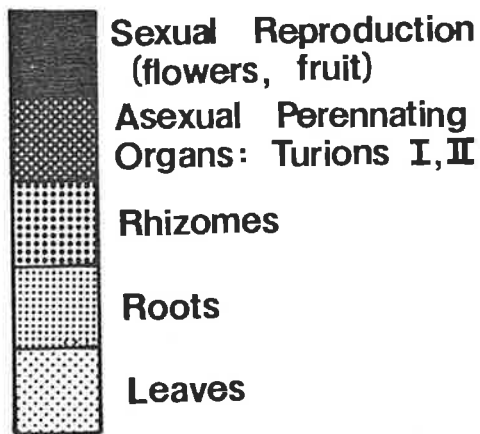 Sexual Reproduction
(flowers, fruit)
Asexual Perennating
Organs: Turions I,II
Rhizomes
Roots
Leaves